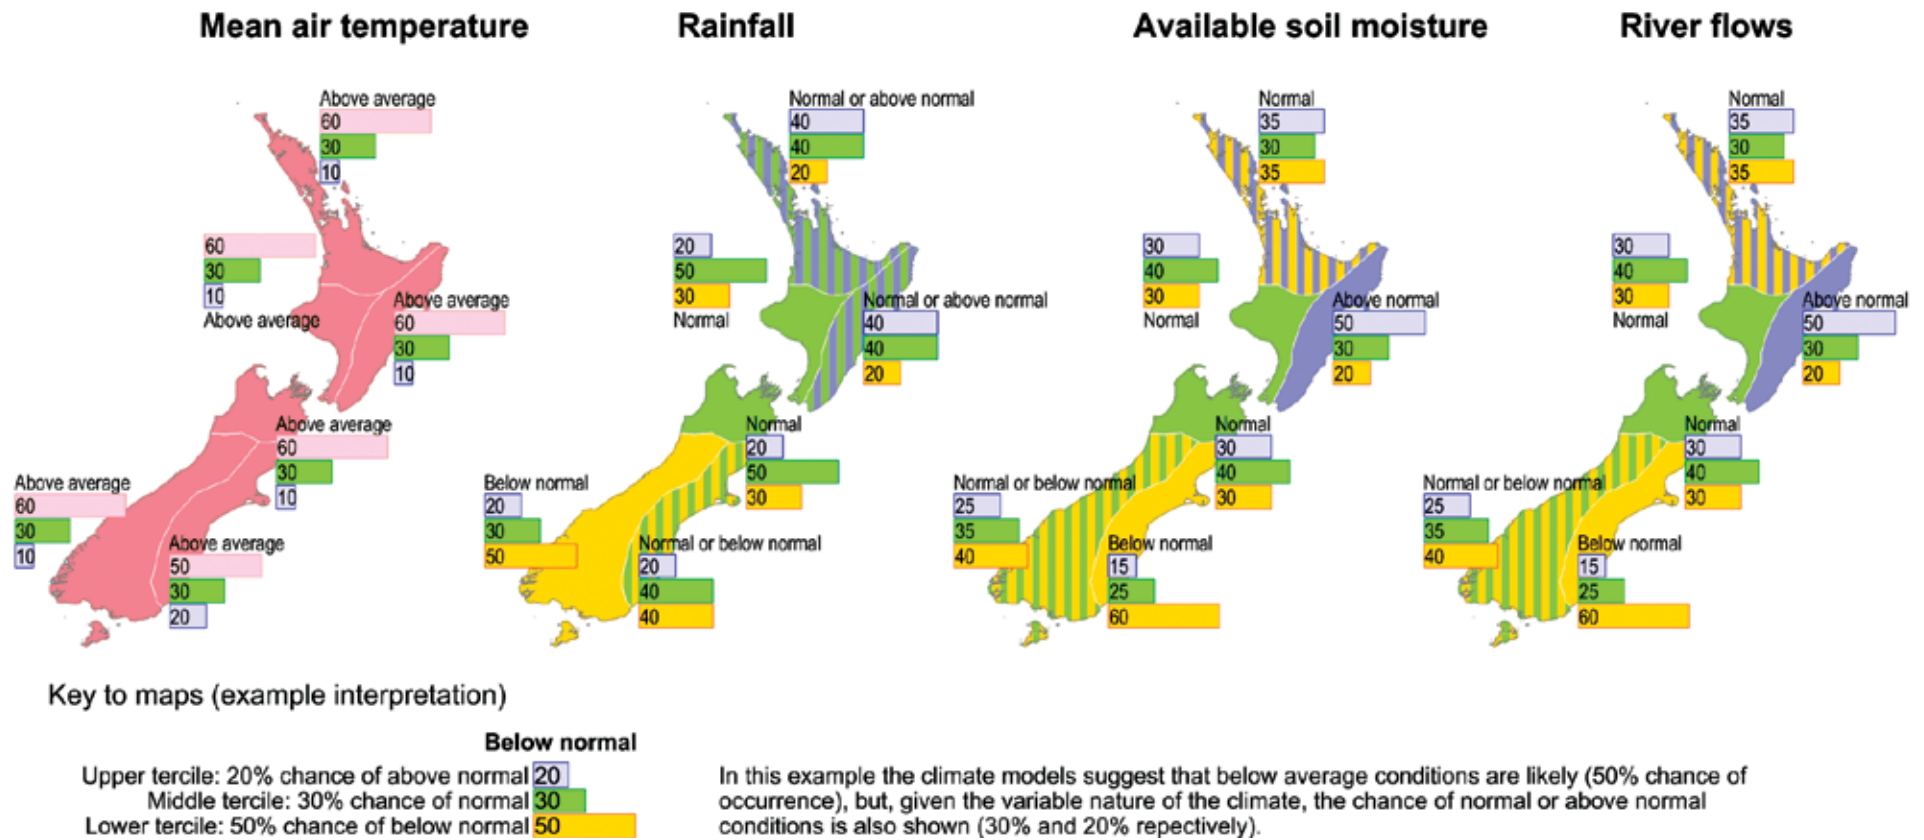 Mean air temperature
Above average
60
30
10
60
30
10
Above average
Above average
60
30
10
Above average
60
30
10
Above average
60
30
10
Above average
50
30
20
Rainfall
Normal or above normal
40
40
20
20
50
30
Normal
Normal or above normal
40
40
20
Normal
20
50
30
Below normal
20
30
50
Normal or below normal
20
40
40
Available soil moisture
Normal
35
30
35
30
40
30
Normal
Above normal
50
30
20
Normal
30
40
30
Normal or below normal
25
35
40
Below normal
15
25
60
River flows
Normal
35
30
35
30
40
30
Normal
Above normal
50
30
20
Normal
30
40
30
Normal or below normal
25
35
40
Below normal
15
25
60
Key to maps (example interpretation)
Below normal
Upper tercile: 20% chance of above normal 20
Middle tercile: 30% chance of normal 30
Lower tercile: 50% chance of below normal 50
In this example the climate models suggest that below average conditions are likely (50% chance of
occurrence), but, given the variable nature of the climate, the chance of normal or above normal
conditions is also shown (30% and 20% repectively).